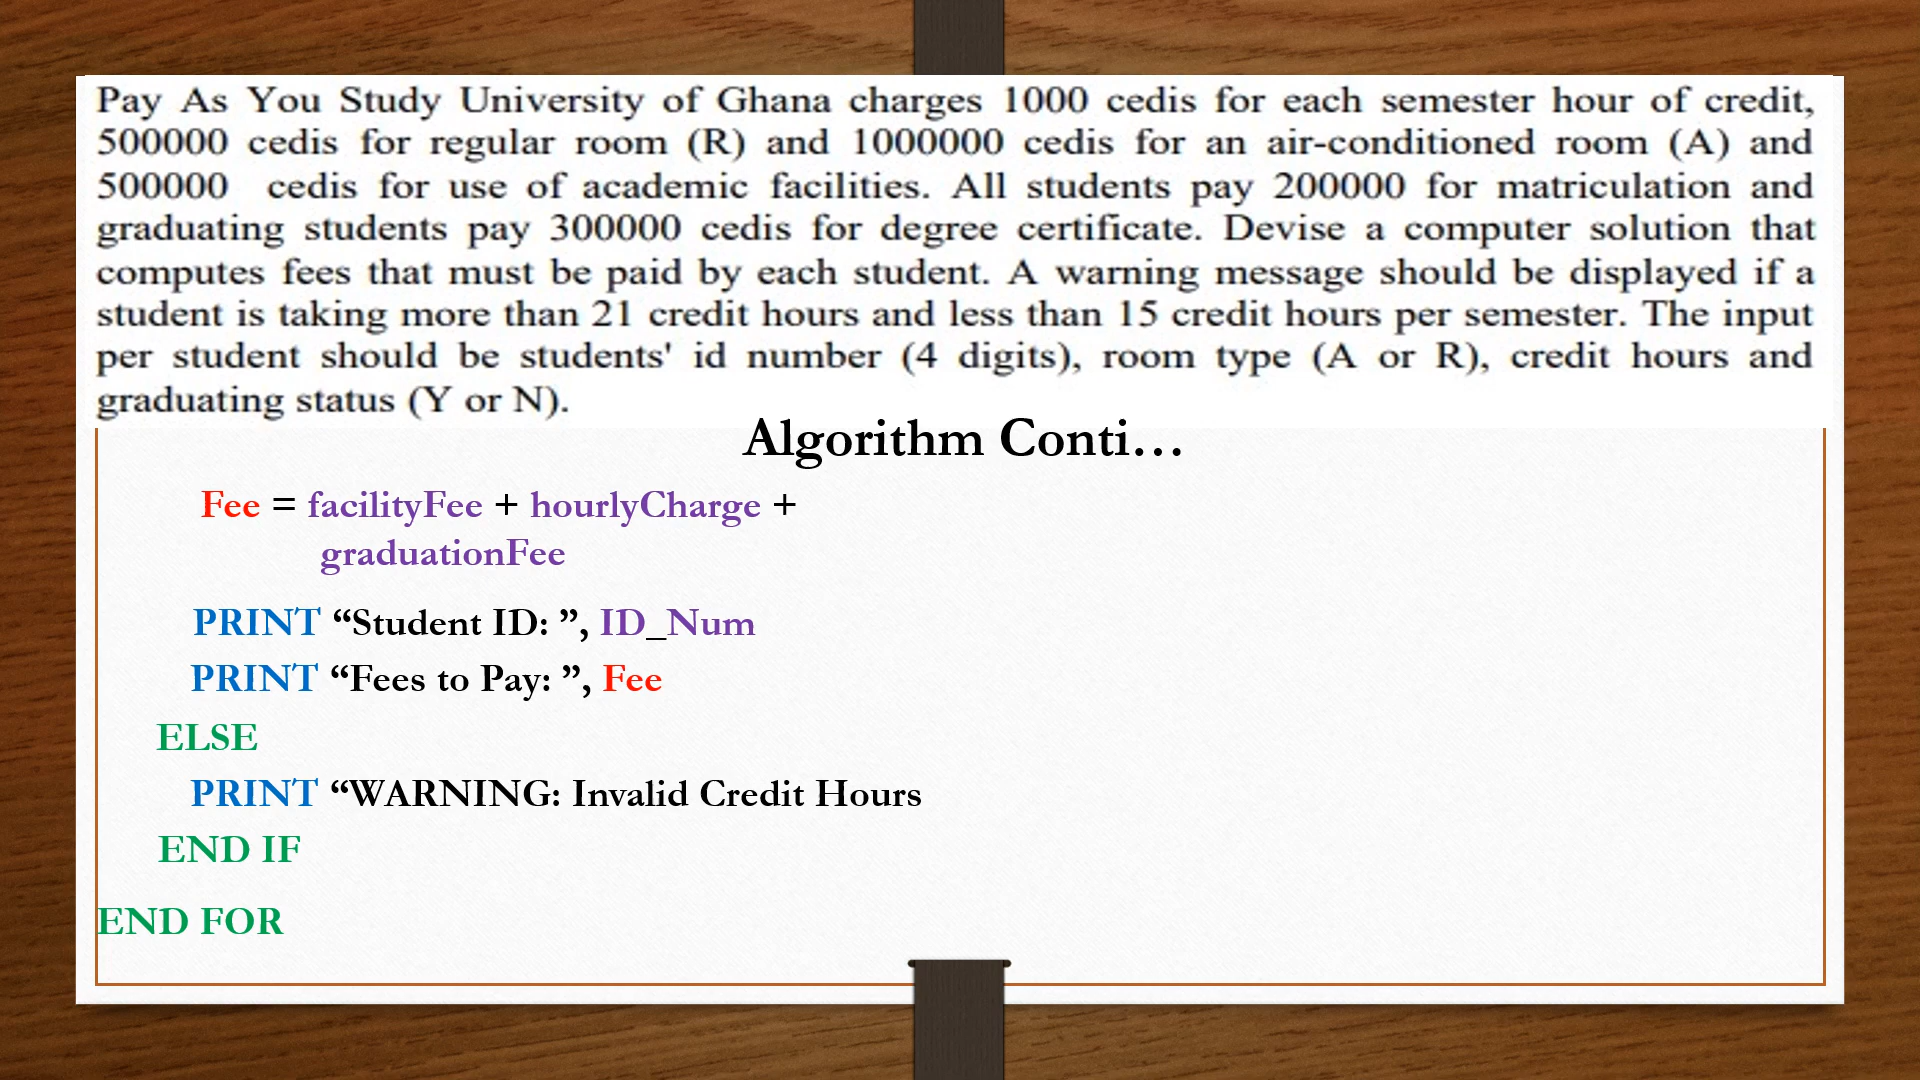 Pay As You Study University of Ghana charges 1000 cedis for each semester hour of credit,
500000 cedis for regular room (R) and 1000000 cedis for an air-conditioned room (A) and
500000 cedis for use of academic facilities. All students pay 200000 for matriculation and
graduating students pay 300000 cedis for degree certificate. Devise a computer solution that
computes fees that must be paid by each student. A warning message should be displayed if a
student is taking more than 21 credit hours and less than 15 credit hours per semester. The input
per student should be students' id number (4 digits), room type (A or R), credit hours and
graduating status (Y or N).
Algorithm Conti…
Fee = facilityFee + hourlyCharge +
graduationFee
PRINT “Student ID: ”, ID_Num
PRINT “Fees to Pay: ”, Fee
ELSE
PRINT “WARNING: Invalid Credit Hours
END IF
END FOR